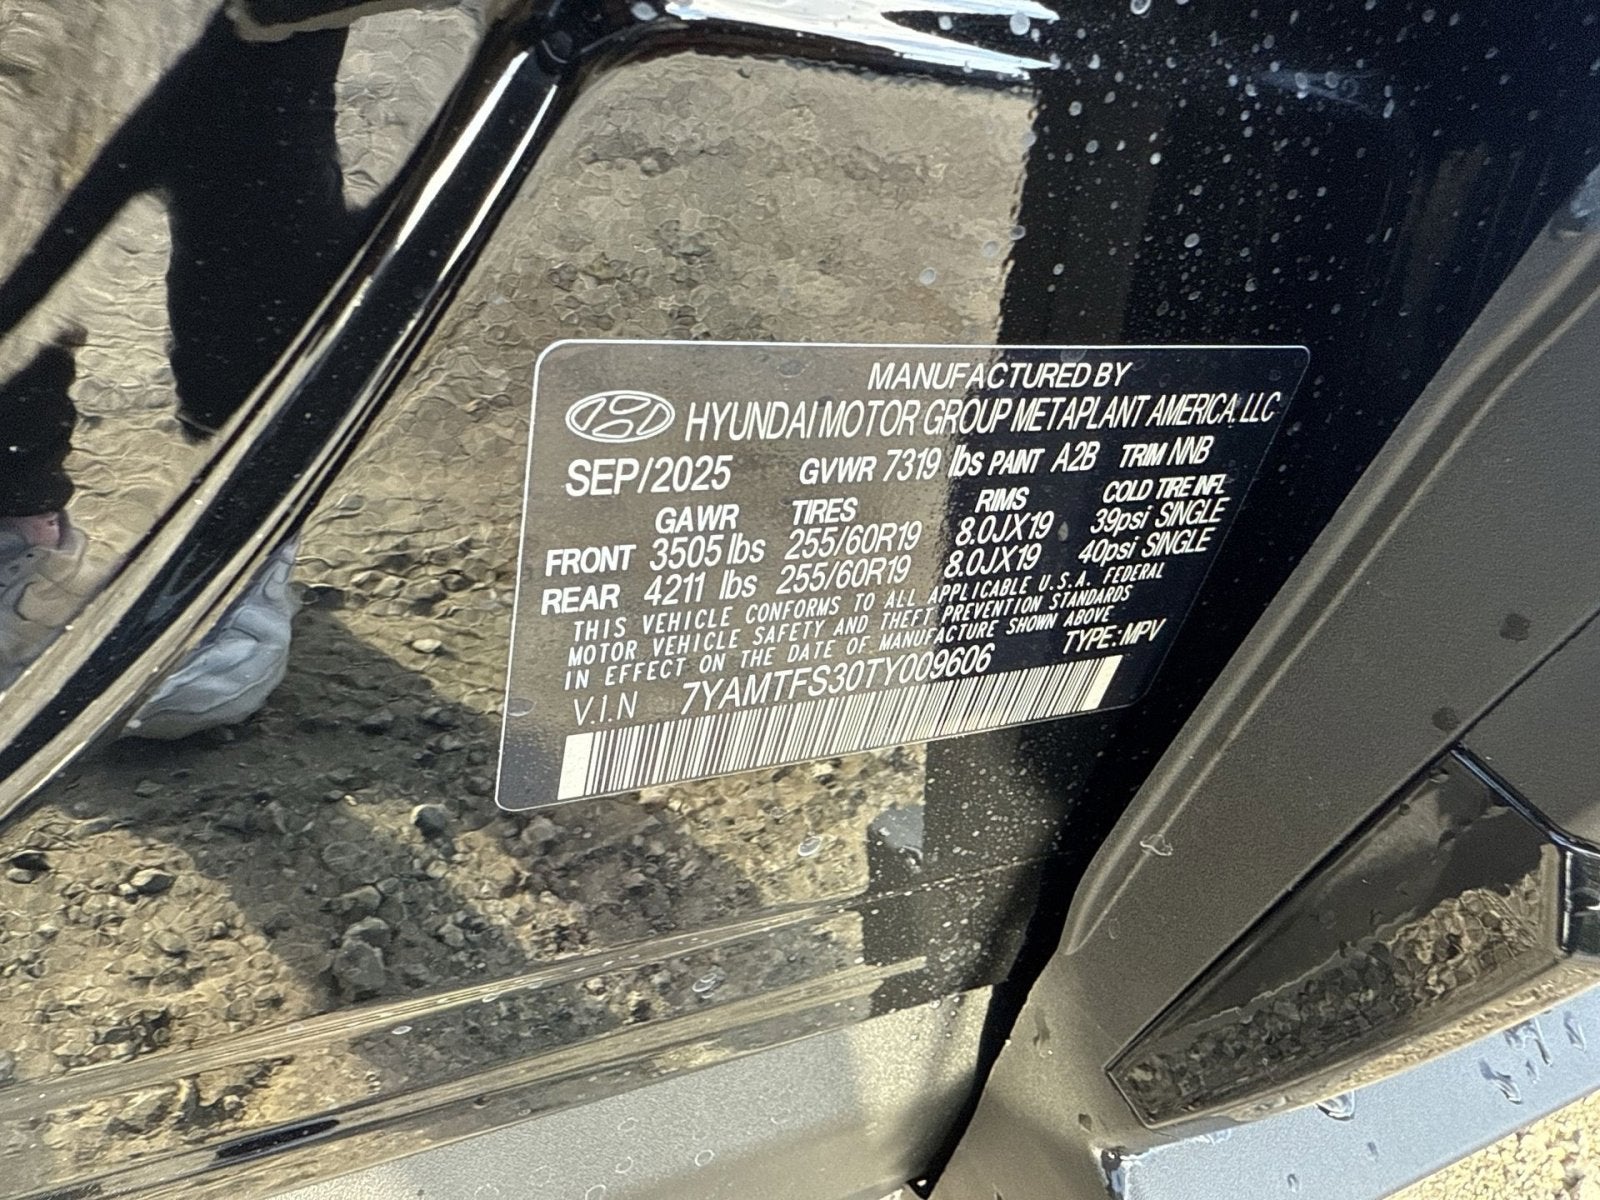 MANUFACTURED BY
HYUNDAI MOTOR GROUP METAPLANT AMERICA, LLC
SEP/2025 GVWR 7319 lbs PAINT A2B TRIM NNB
GAWR TIRES RIMS COLD TIRE INFL
FRONT 3505 lbs 255/60R19 8.0JX19 39psi SINGLE
REAR 4211 lbs 255/60R19 8.0JX19 40psi SINGLE
THIS VEHICLE CONFORMS TO ALL APPLICABLE U.S.A. FEDERAL
MOTOR VEHICLE SAFETY AND THEFT PREVENTION STANDARDS
IN EFFECT ON THE DATE OF MANUFACTURE SHOWN ABOVE
V.I.N 7YAMTFS30TY009606 TYPE: MPV